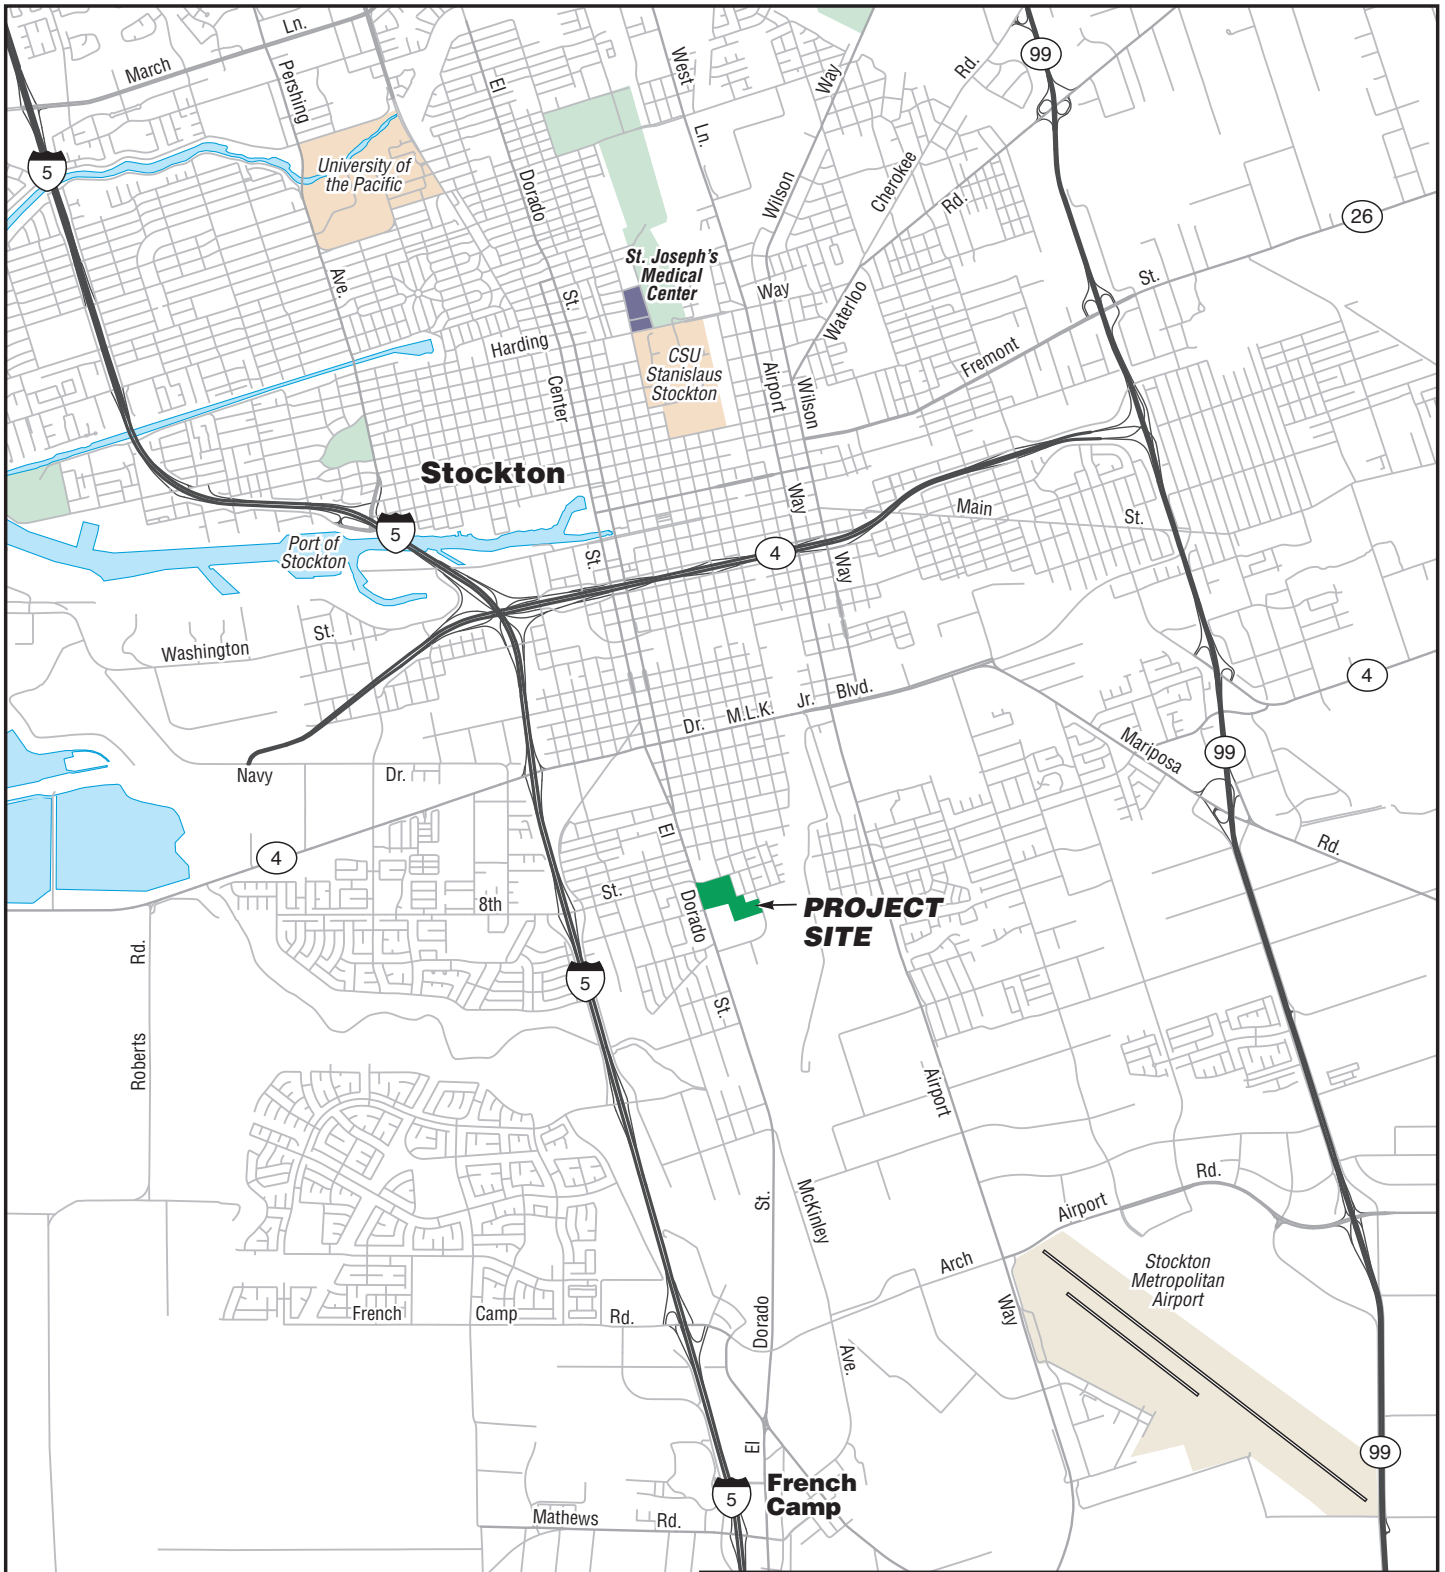 Ln.
March
Pershing
El
West
Way
Rd.
99
5
University of
the Pacific
Ln.
Dorado
Wilson
Cherokee
Rd.
26
St. Joseph's
Medical
Center
Ave.
St.
Way
Waterloo
St.
Harding
CSU
Stanislaus
Stockton
Fremont
Center
Airport
Wilson
Stockton
Way
Main
St.
5
Port of
Stockton
St.
4
Way
Washington
St.
4
Dr.
M.L.K.
Jr.
Blvd.
Mariposa
99
Navy
Dr.
El
4
Rd.
8th
St.
Dorado
PROJECT
SITE
Rd.
5
St.
Roberts
Airport
Rd.
St.
McKinley
Airport
Arch
Stockton
Metropolitan
Airport
French
Camp
Rd.
Dorado
Way
Ave.
El
99
French
Camp
5
Mathews
Rd.